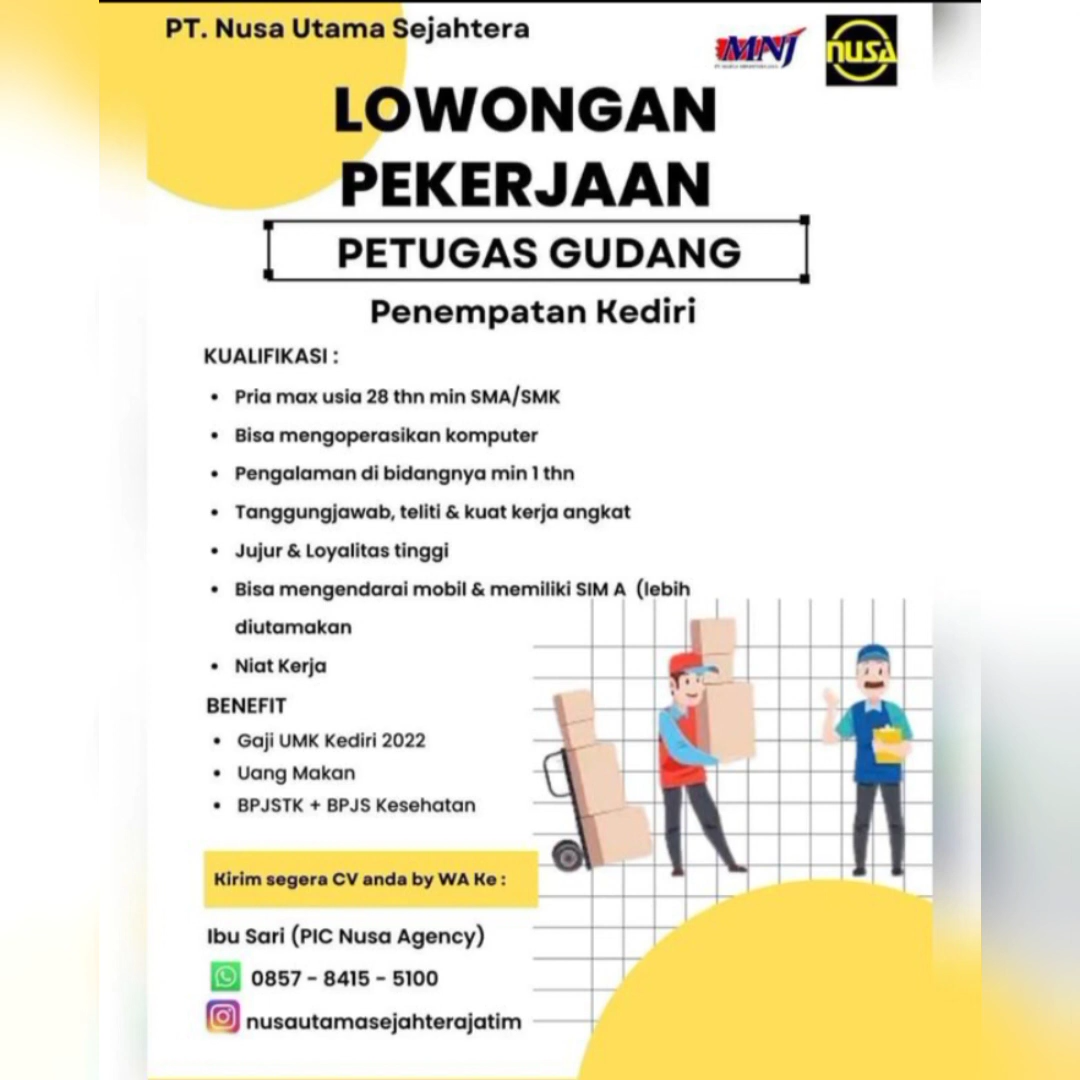 PT. Nusa Utama Sejahtera
MNJ
nusa
LOWONGAN
PEKERJAAN
PETUGAS GUDANG
Penempatan Kediri
KUALIFIKASI :
• Pria max usia 28 thn min SMA/SMK
• Bisa mengoperasikan komputer
• Pengalaman di bidangnya min 1 thn
• Tanggungjawab, teliti & kuat kerja angkat
• Jujur & Loyalitas tinggi
• Bisa mengendarai mobil & memiliki SIM A (lebih
diutamakan
• Niat Kerja
BENEFIT
• Gaji UMK Kediri 2022
• Uang Makan
• BPJSTK + BPJS Kesehatan
Kirim segera CV anda by WA Ke :
Ibu Sari (PIC Nusa Agency)
0857 - 8415 - 5100
nusautamasejahterajatim